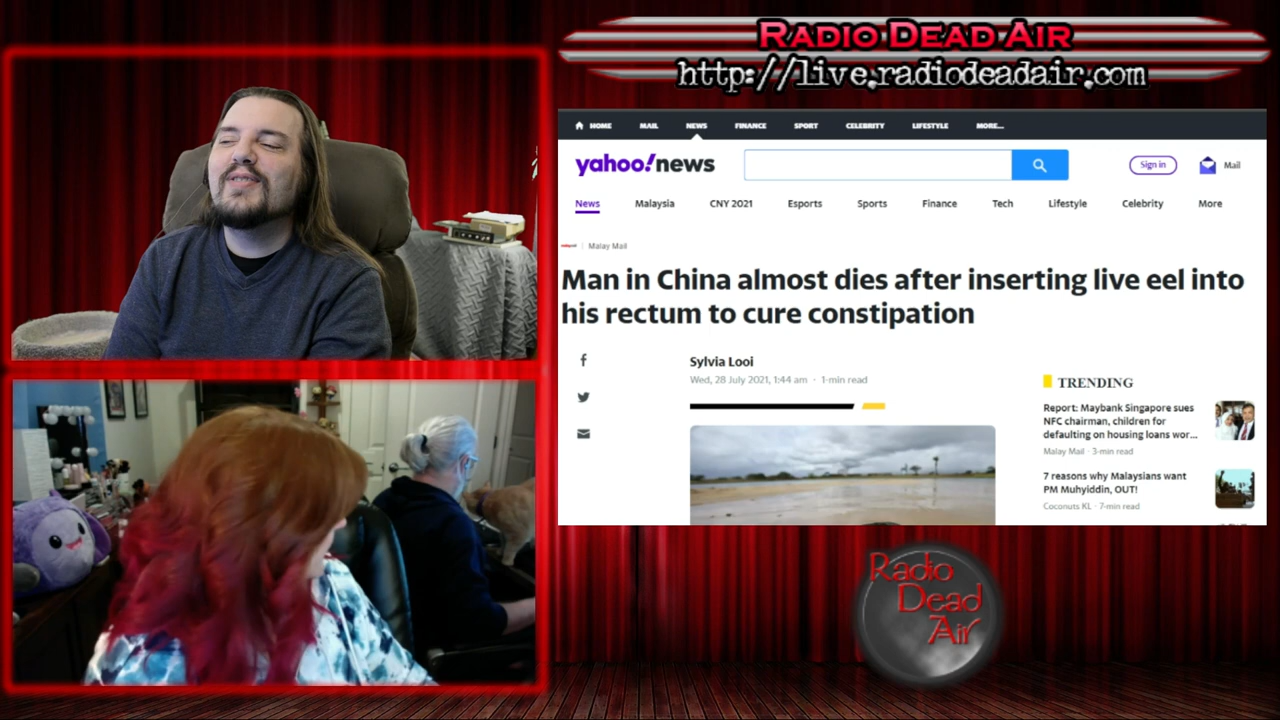 Radio Dead Air
http://live.radiodeadair.com
HOME MAIL NEWS FINANCE SPORT CELEBRITY LIFESTYLE MORE...
yahoo!news
Sign in Mail
News Malaysia CNY 2021 Esports Sports Finance Tech Lifestyle Celebrity More
Malay Mail
Man in China almost dies after inserting live eel into
his rectum to cure constipation
Sylvia Looi
Wed, 28 July 2021, 1:44 am · 1-min read
TRENDING
Report: Maybank Singapore sues
NFC chairman, children for
defaulting on housing loans wor...
Malay Mail · 3-min read
7 reasons why Malaysians want
PM Muhyiddin, OUT!
Coconuts KL · 7-min read
Radio
Dead
Air